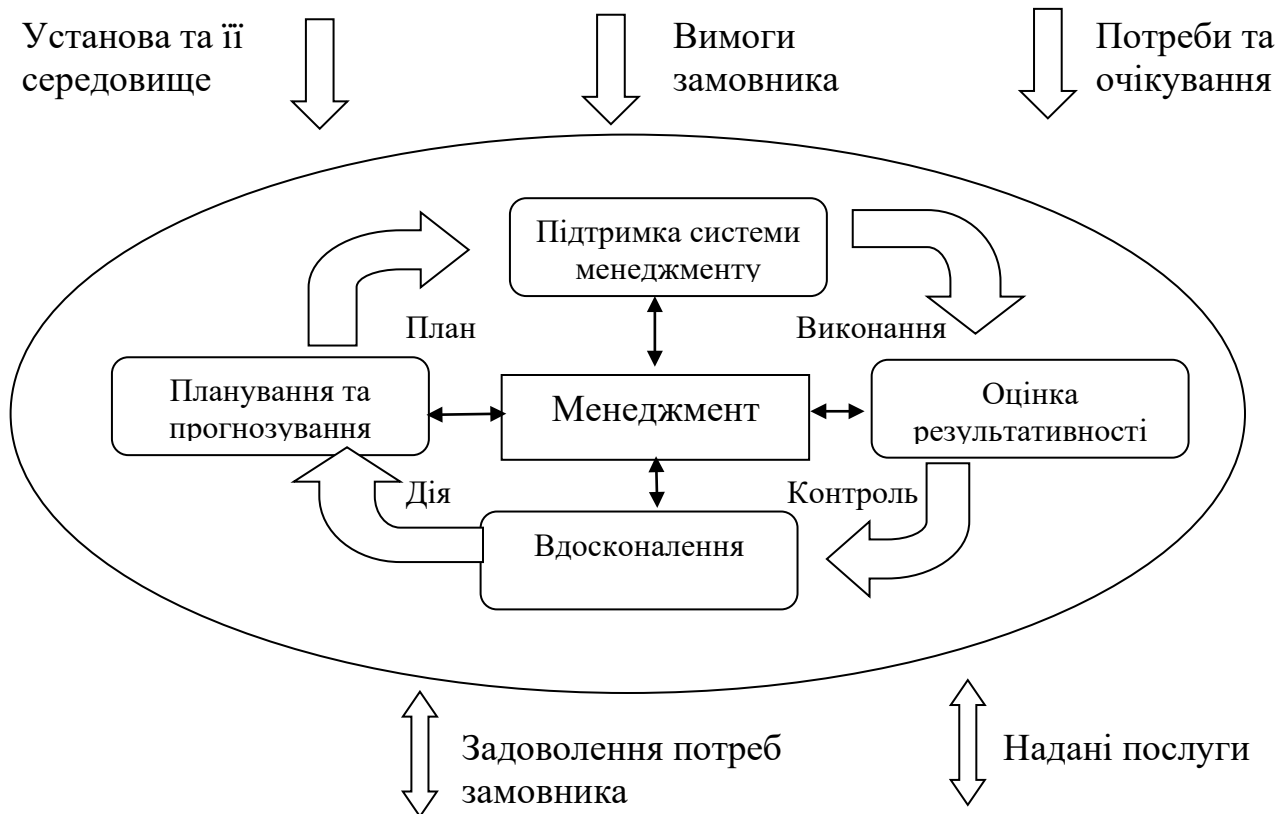 Установа та її
середовище
Вимоги
замовника
Потреби та
очікування
Підтримка системи
менеджменту
План
Виконання
Планування та
прогнозування
Менеджмент
Оцінка
результативності
Дія
Контроль
Вдосконалення
Задоволення потреб
замовника
Надані послуги